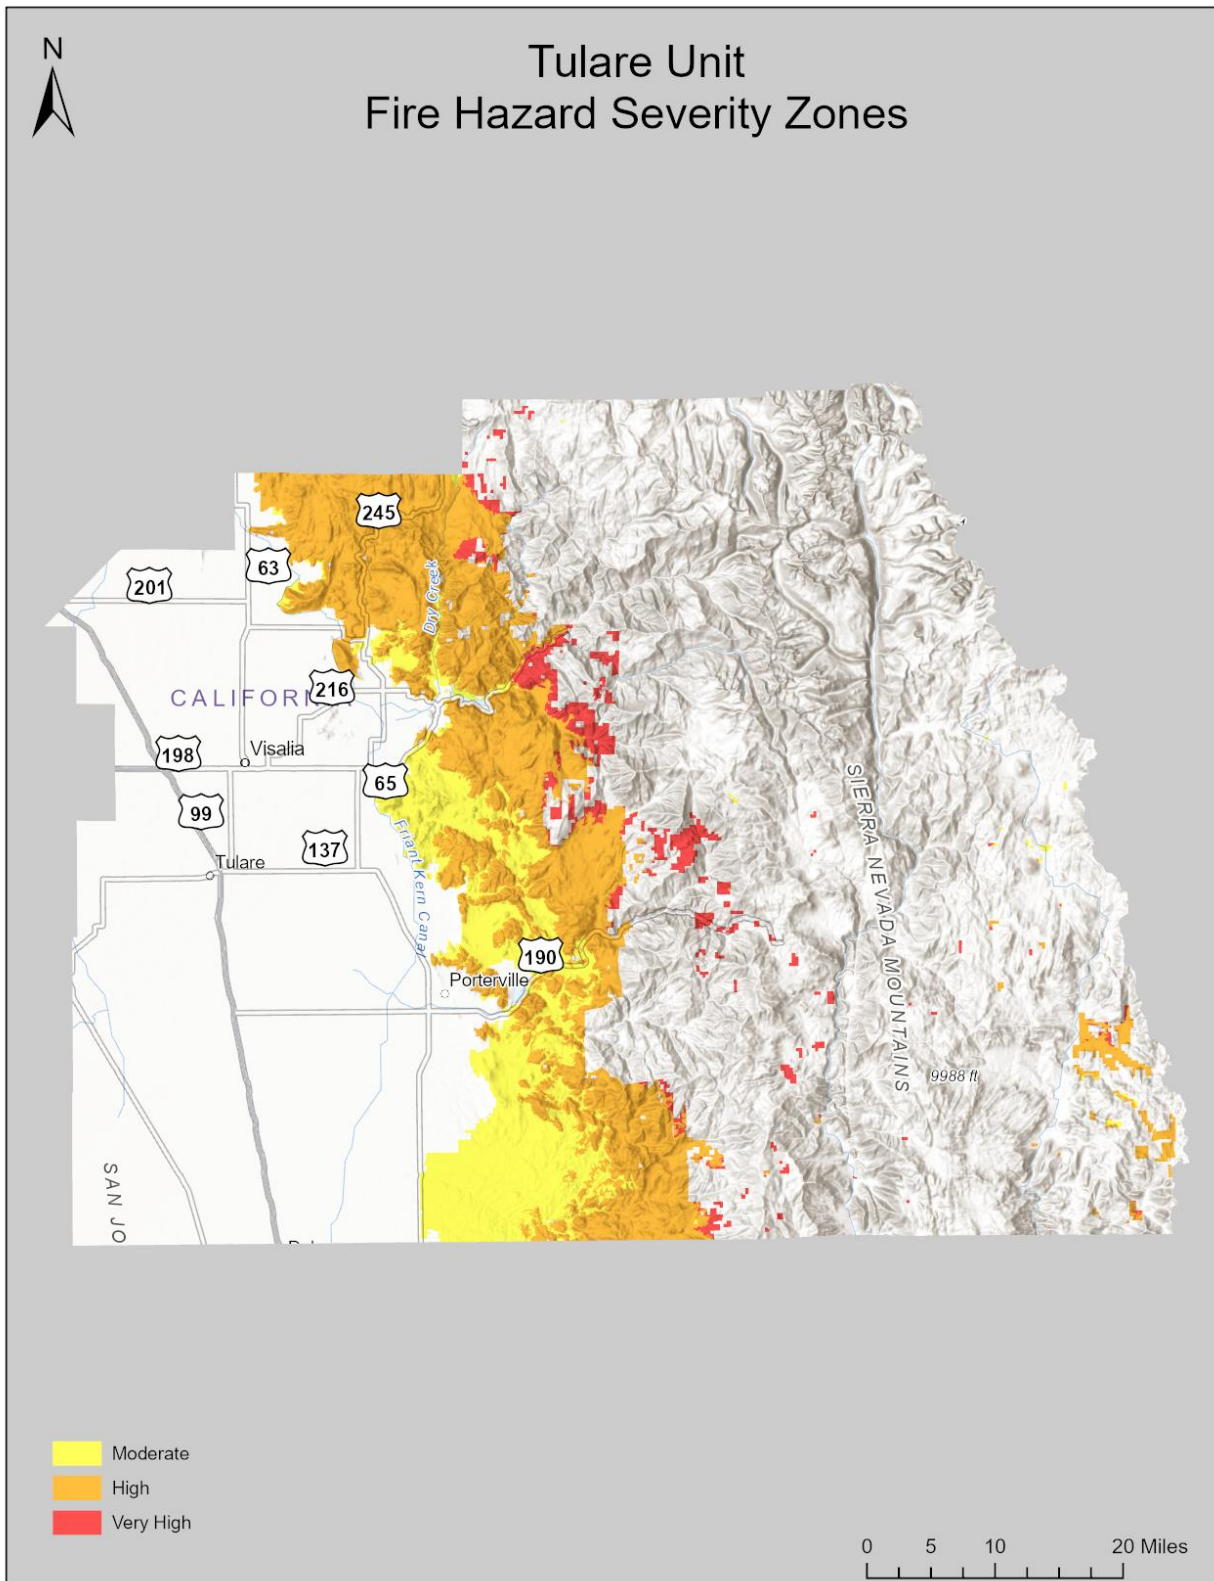 N
Tulare Unit
Fire Hazard Severity Zones
245
63
201
Dry Creek
216
CALIFORN
198
Visalia
65
99
137
Tulare
Friant Kern Canal
SIERRA NEVADA MOUNTAINS
190
Porterville
9988 ft
SAN JO
Moderate
High
Very High
0 5 10 20 Miles